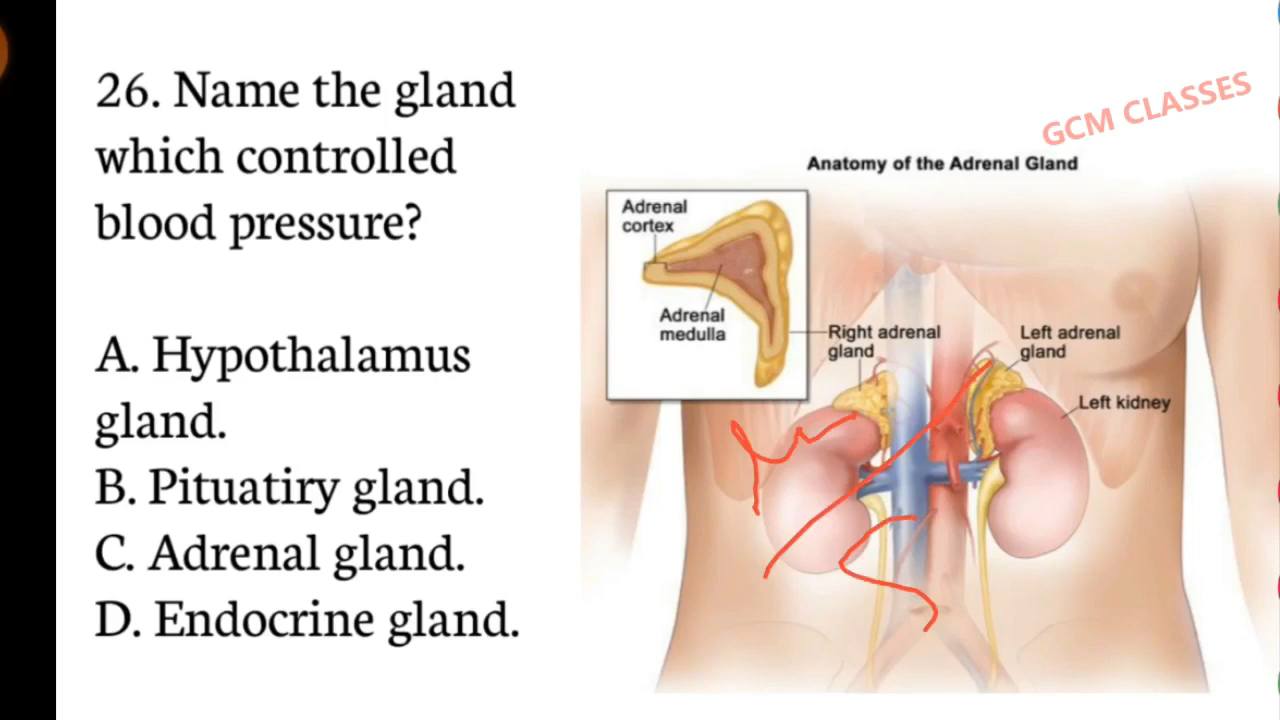 26. Name the gland
which controlled
blood pressure?
A. Hypothalamus
gland.
B. Pituatiry gland.
C. Adrenal gland.
D. Endocrine gland.
GCM CLASSES
Anatomy of the Adrenal Gland
Adrenal
cortex
Adrenal
medulla
Right adrenal
gland
Left adrenal
gland
Left kidney